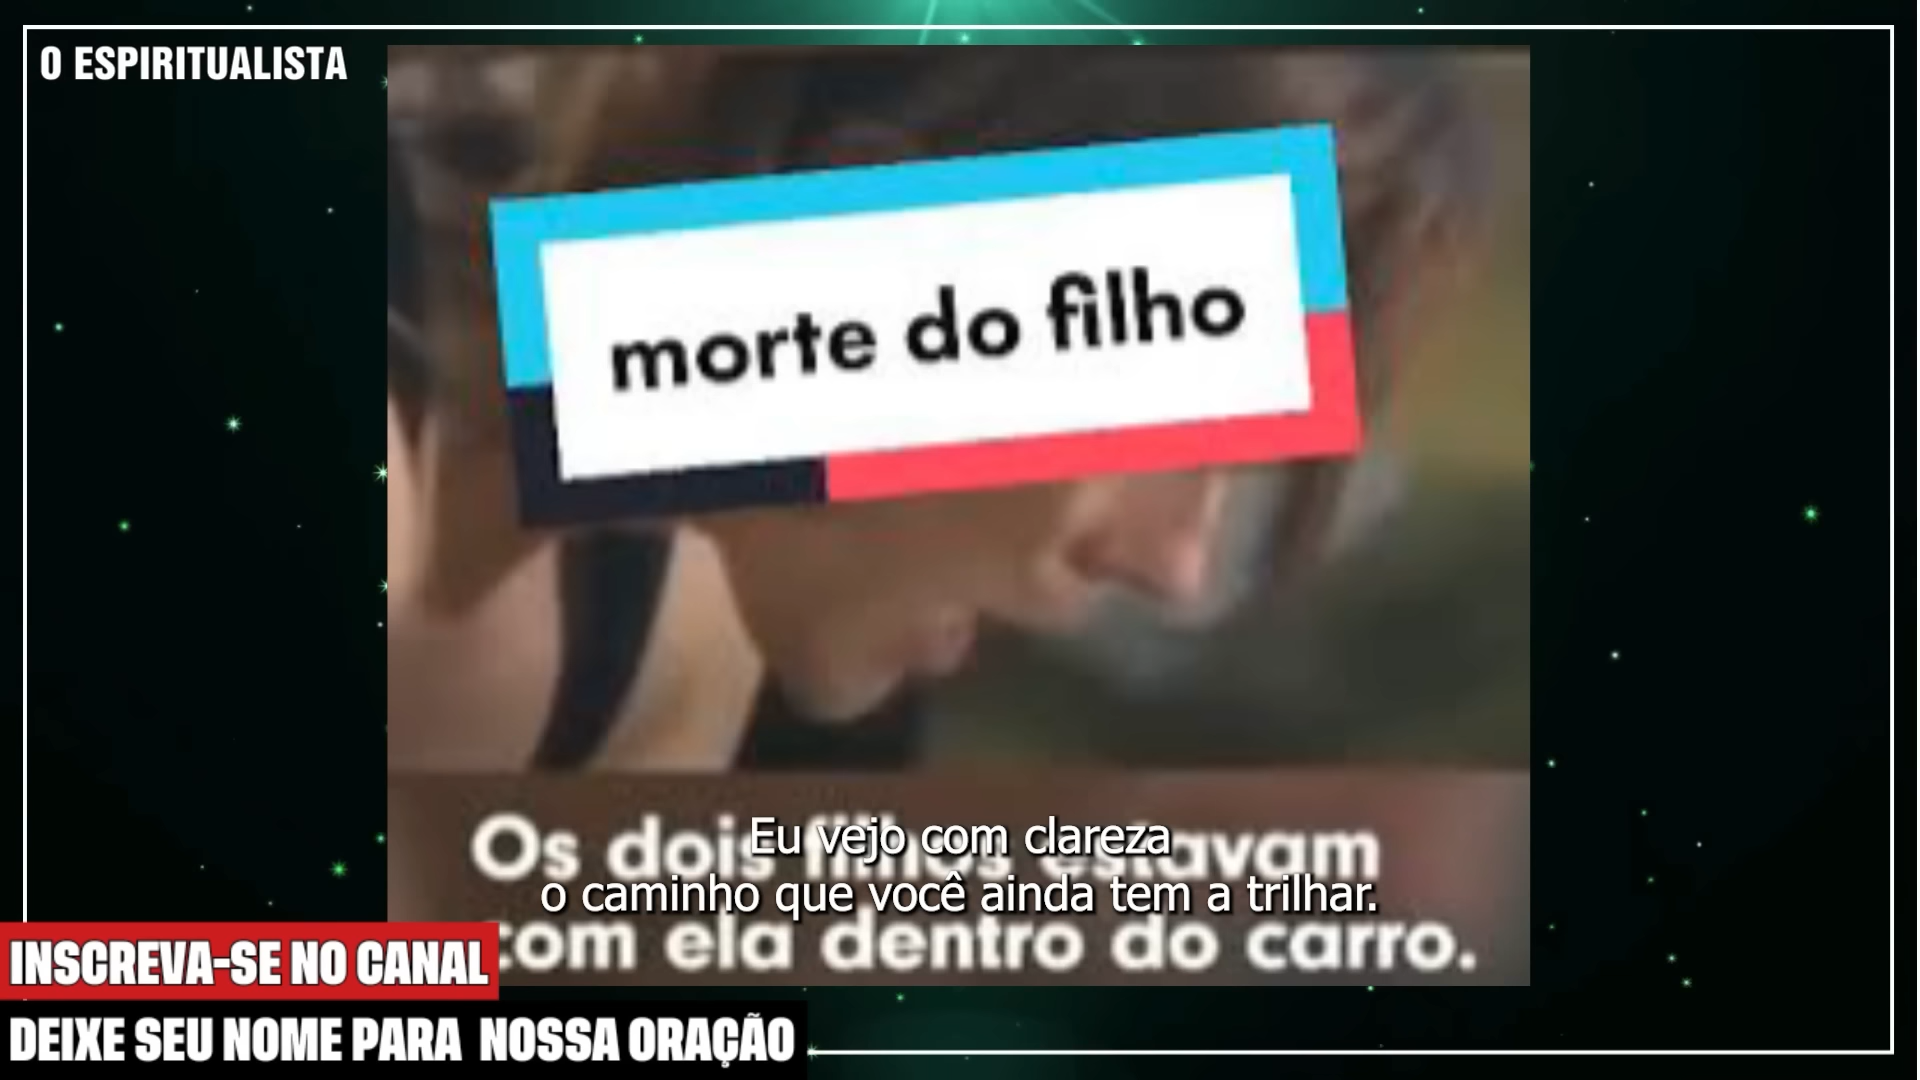 O ESPIRITUALISTA
morte do filho
Os dois filhos estavam
Eu vejo com clareza
o caminho que você ainda tem a trilhar.
com ela dentro do carro.
INSCREVA-SE NO CANAL
DEIXE SEU NOME PARA NOSSA ORAÇÃO